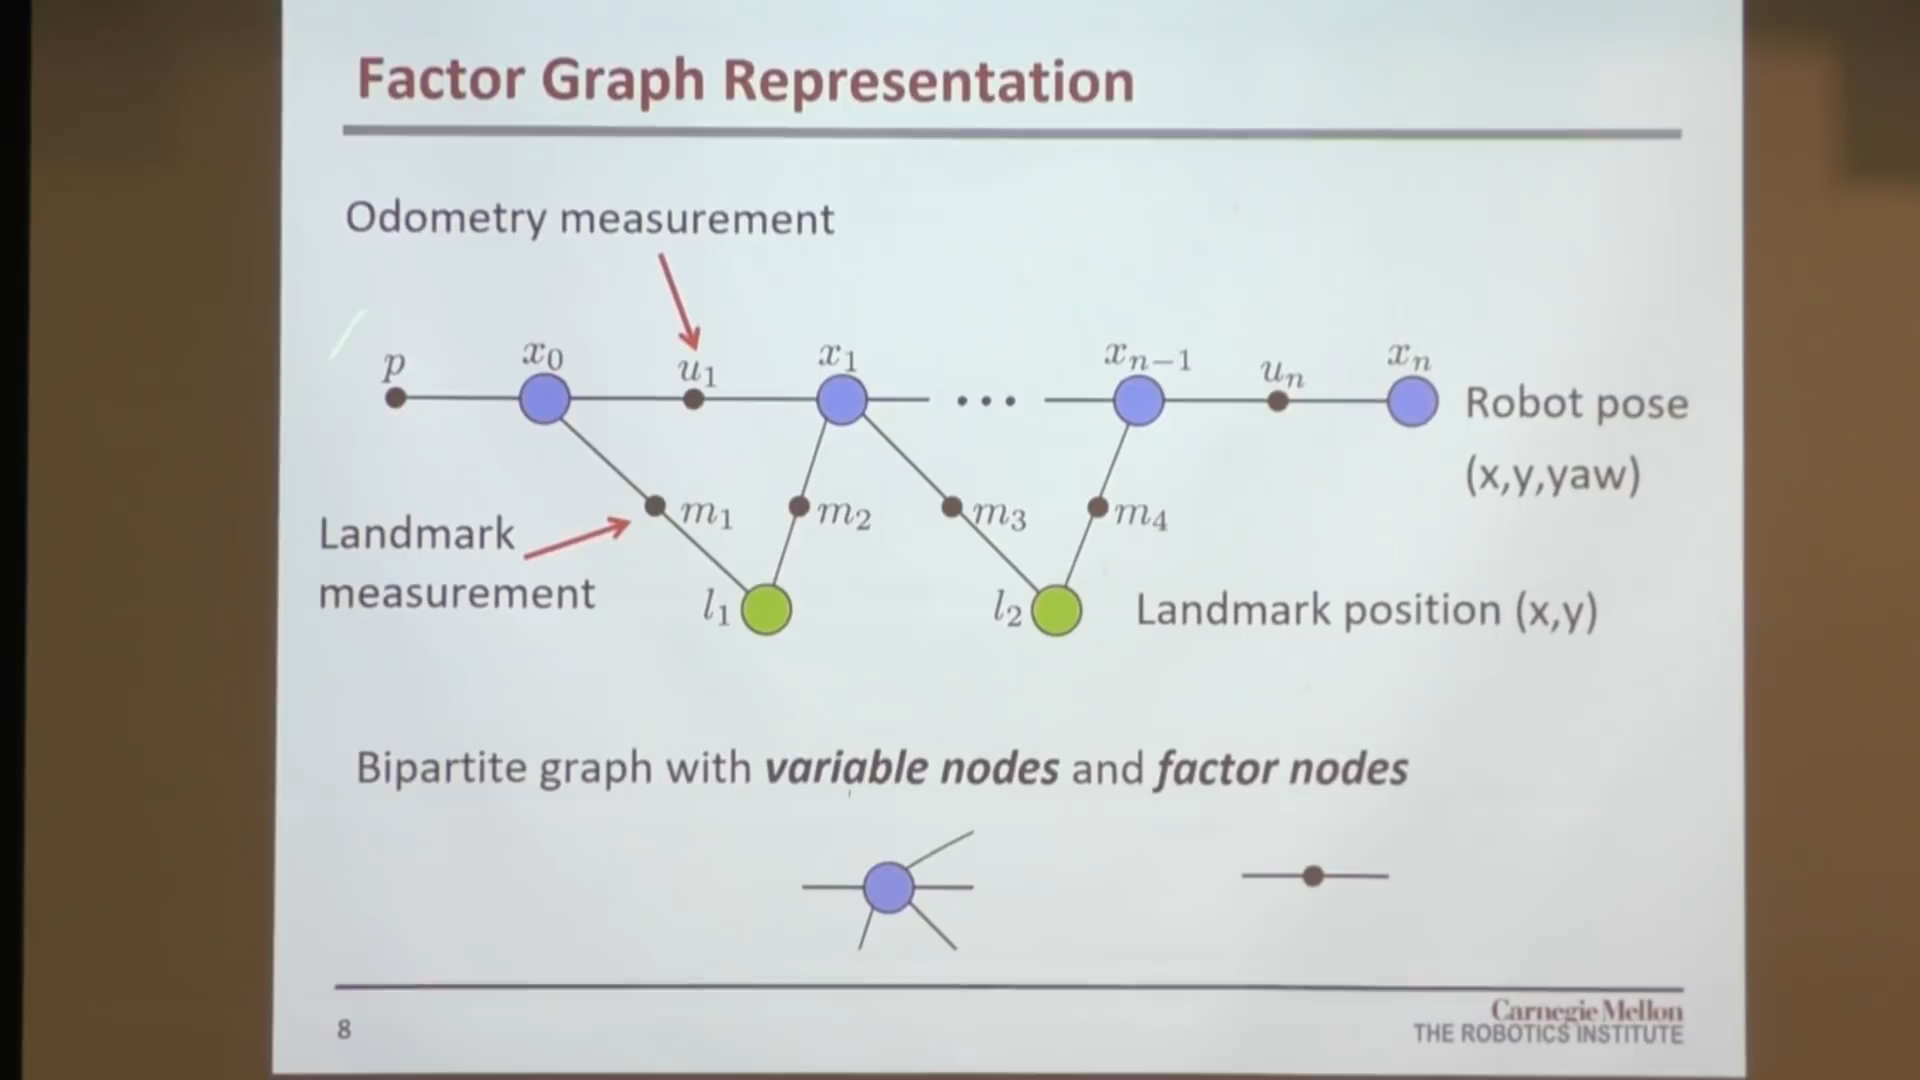 Factor Graph Representation
Odometry measurement
p x₀ u₁ x₁ ... xₙ₋₁ uₙ xₙ
Robot pose
(x,y,yaw)
Landmark
measurement
m₁ m₂ m₃ m₄
l₁ l₂ Landmark position (x,y)
Bipartite graph with variable nodes and factor nodes
8
Carnegie Mellon
THE ROBOTICS INSTITUTE